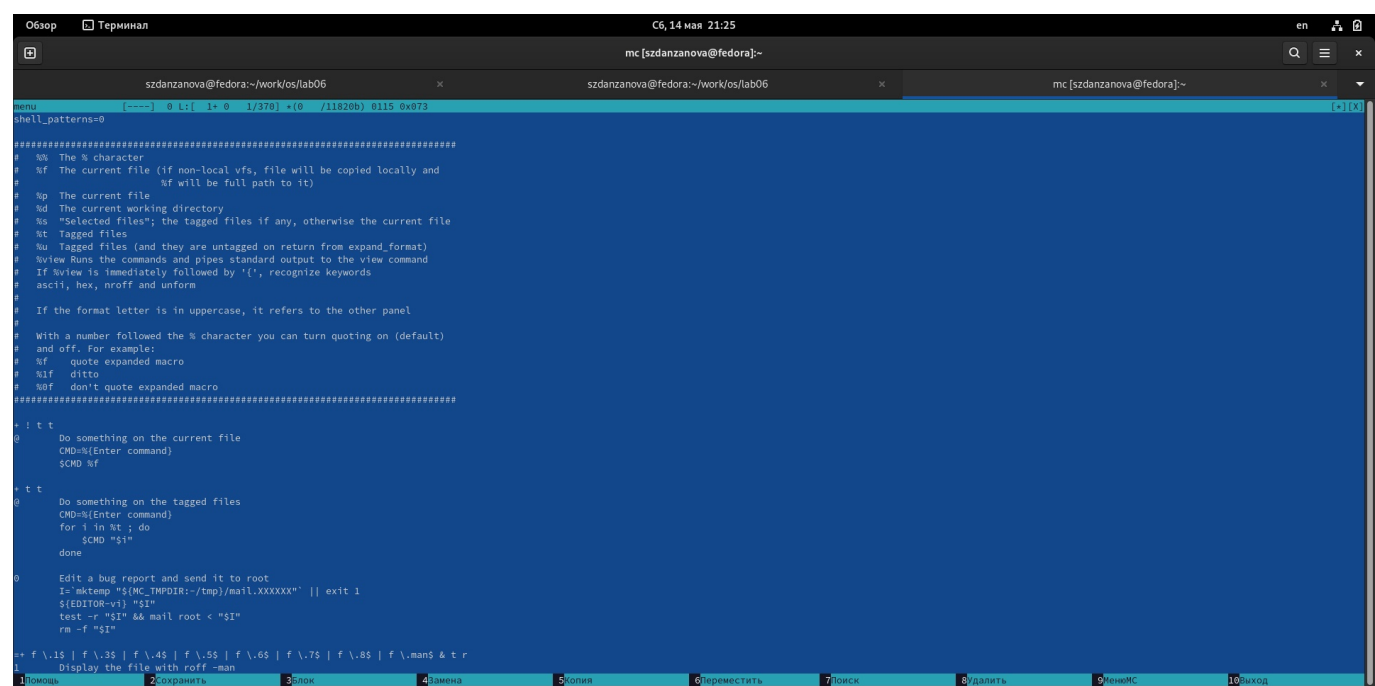 Обзор Терминал Сб, 14 мая 21:25 en
mc [szdanzanova@fedora]:~
szdanzanova@fedora:~/work/os/lab06 × szdanzanova@fedora:~/work/os/lab06 × mc [szdanzanova@fedora]:~ ×
menu [----] 0 L:[ 1+ 0 1/370] *(0 /11820b) 0115 0x073 [*][X]
shell_patterns=0
###############################################################################
# %% The % character
# %f The current file (if non-local vfs, file will be copied locally and
# %f will be full path to it)
# %p The current file
# %d The current working directory
# %s "Selected files"; the tagged files if any, otherwise the current file
# %t Tagged files
# %u Tagged files (and they are untagged on return from expand_format)
# %view Runs the commands and pipes standard output to the view command
# If %view is immediately followed by '{', recognize keywords
# ascii, hex, nroff and unform
#
# If the format letter is in uppercase, it refers to the other panel
#
# With a number followed the % character you can turn quoting on (default)
# and off. For example:
# %f quote expanded macro
# %1f ditto
# %0f don't quote expanded macro
###############################################################################
+ ! t t
@ Do something on the current file
CMD=%{Enter command}
$CMD %f
+ t t
@ Do something on the tagged files
CMD=%{Enter command}
for i in %t ; do
$CMD "$i"
done
0 Edit a bug report and send it to root
I=`mktemp "${MC_TMPDIR:-/tmp}/mail.XXXXXX"` || exit 1
${EDITOR-vi} "$I"
test -r "$I" && mail root < "$I"
rm -f "$I"
=+ f \.1$ | f \.3$ | f \.4$ | f \.5$ | f \.6$ | f \.7$ | f \.8$ | f \.man$ & t r
1 Display the file with roff -man
1Помощь 2Сохранить 3Блок 4Замена 5Копия 6Переместить 7Поиск 8Удалить 9МенюМС 10Выход